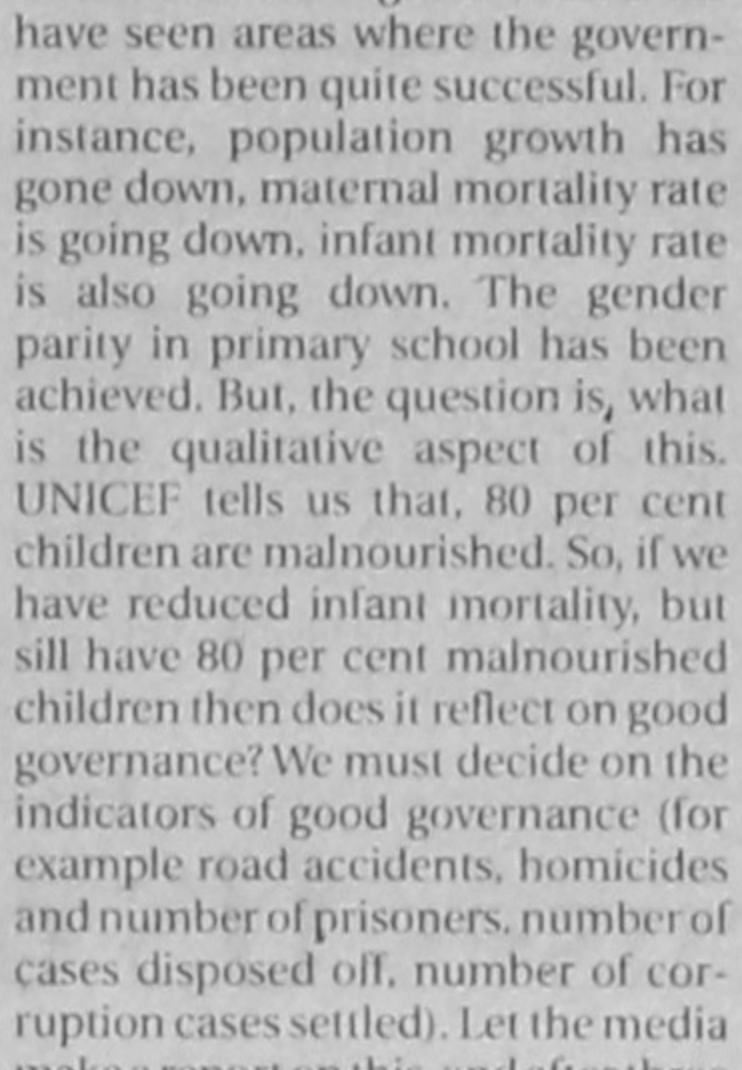 have seen areas where the govern-
ment has been quite successful. For
instance, population growth has
gone down, maternal mortality rate
is going down, infant mortality rate
is also going down. The gender
parity in primary school has been
achieved. But, the question is, what
is the qualitative aspect of this.
UNICEF tells us that, 80 per cent
children are malnourished. So, if we
have reduced infant mortality, but
sill have 80 per cent malnourished
children then does it reflect on good
governance? We must decide on the
indicators of good governance (for
example road accidents, homicides
and number of prisoners, number of
cases disposed off, number of cor-
ruption cases settled). Let the media